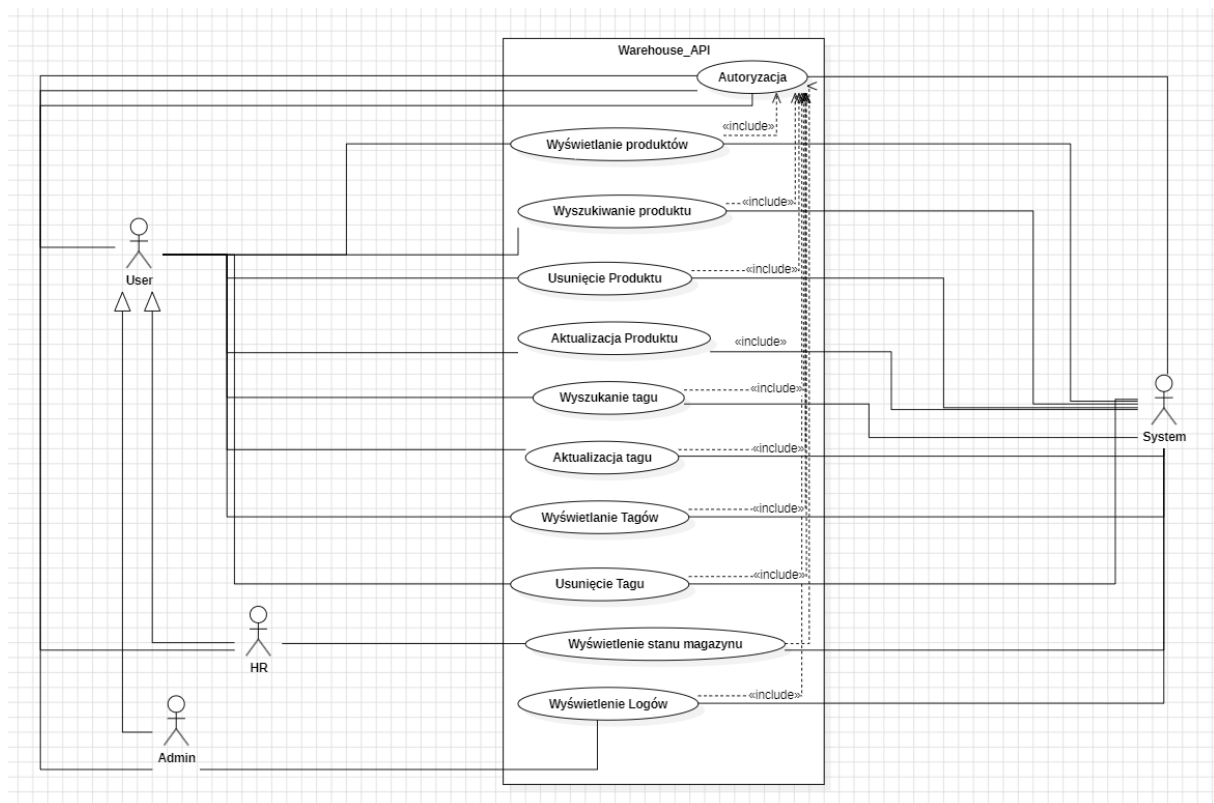 Warehouse_API
Autoryzacja
«include»
Wyświetlanie produktów
«include»
Wyszukiwanie produktu
«include»
Usunięcie Produktu
User
«include»
Aktualizacja Produktu
«include»
Wyszukanie tagu
System
«include»
Aktualizacja tagu
«include»
Wyświetlanie Tagów
«include»
Usunięcie Tagu
Wyświetlenie stanu magazynu
HR
«include»
Wyświetlenie Logów
Admin